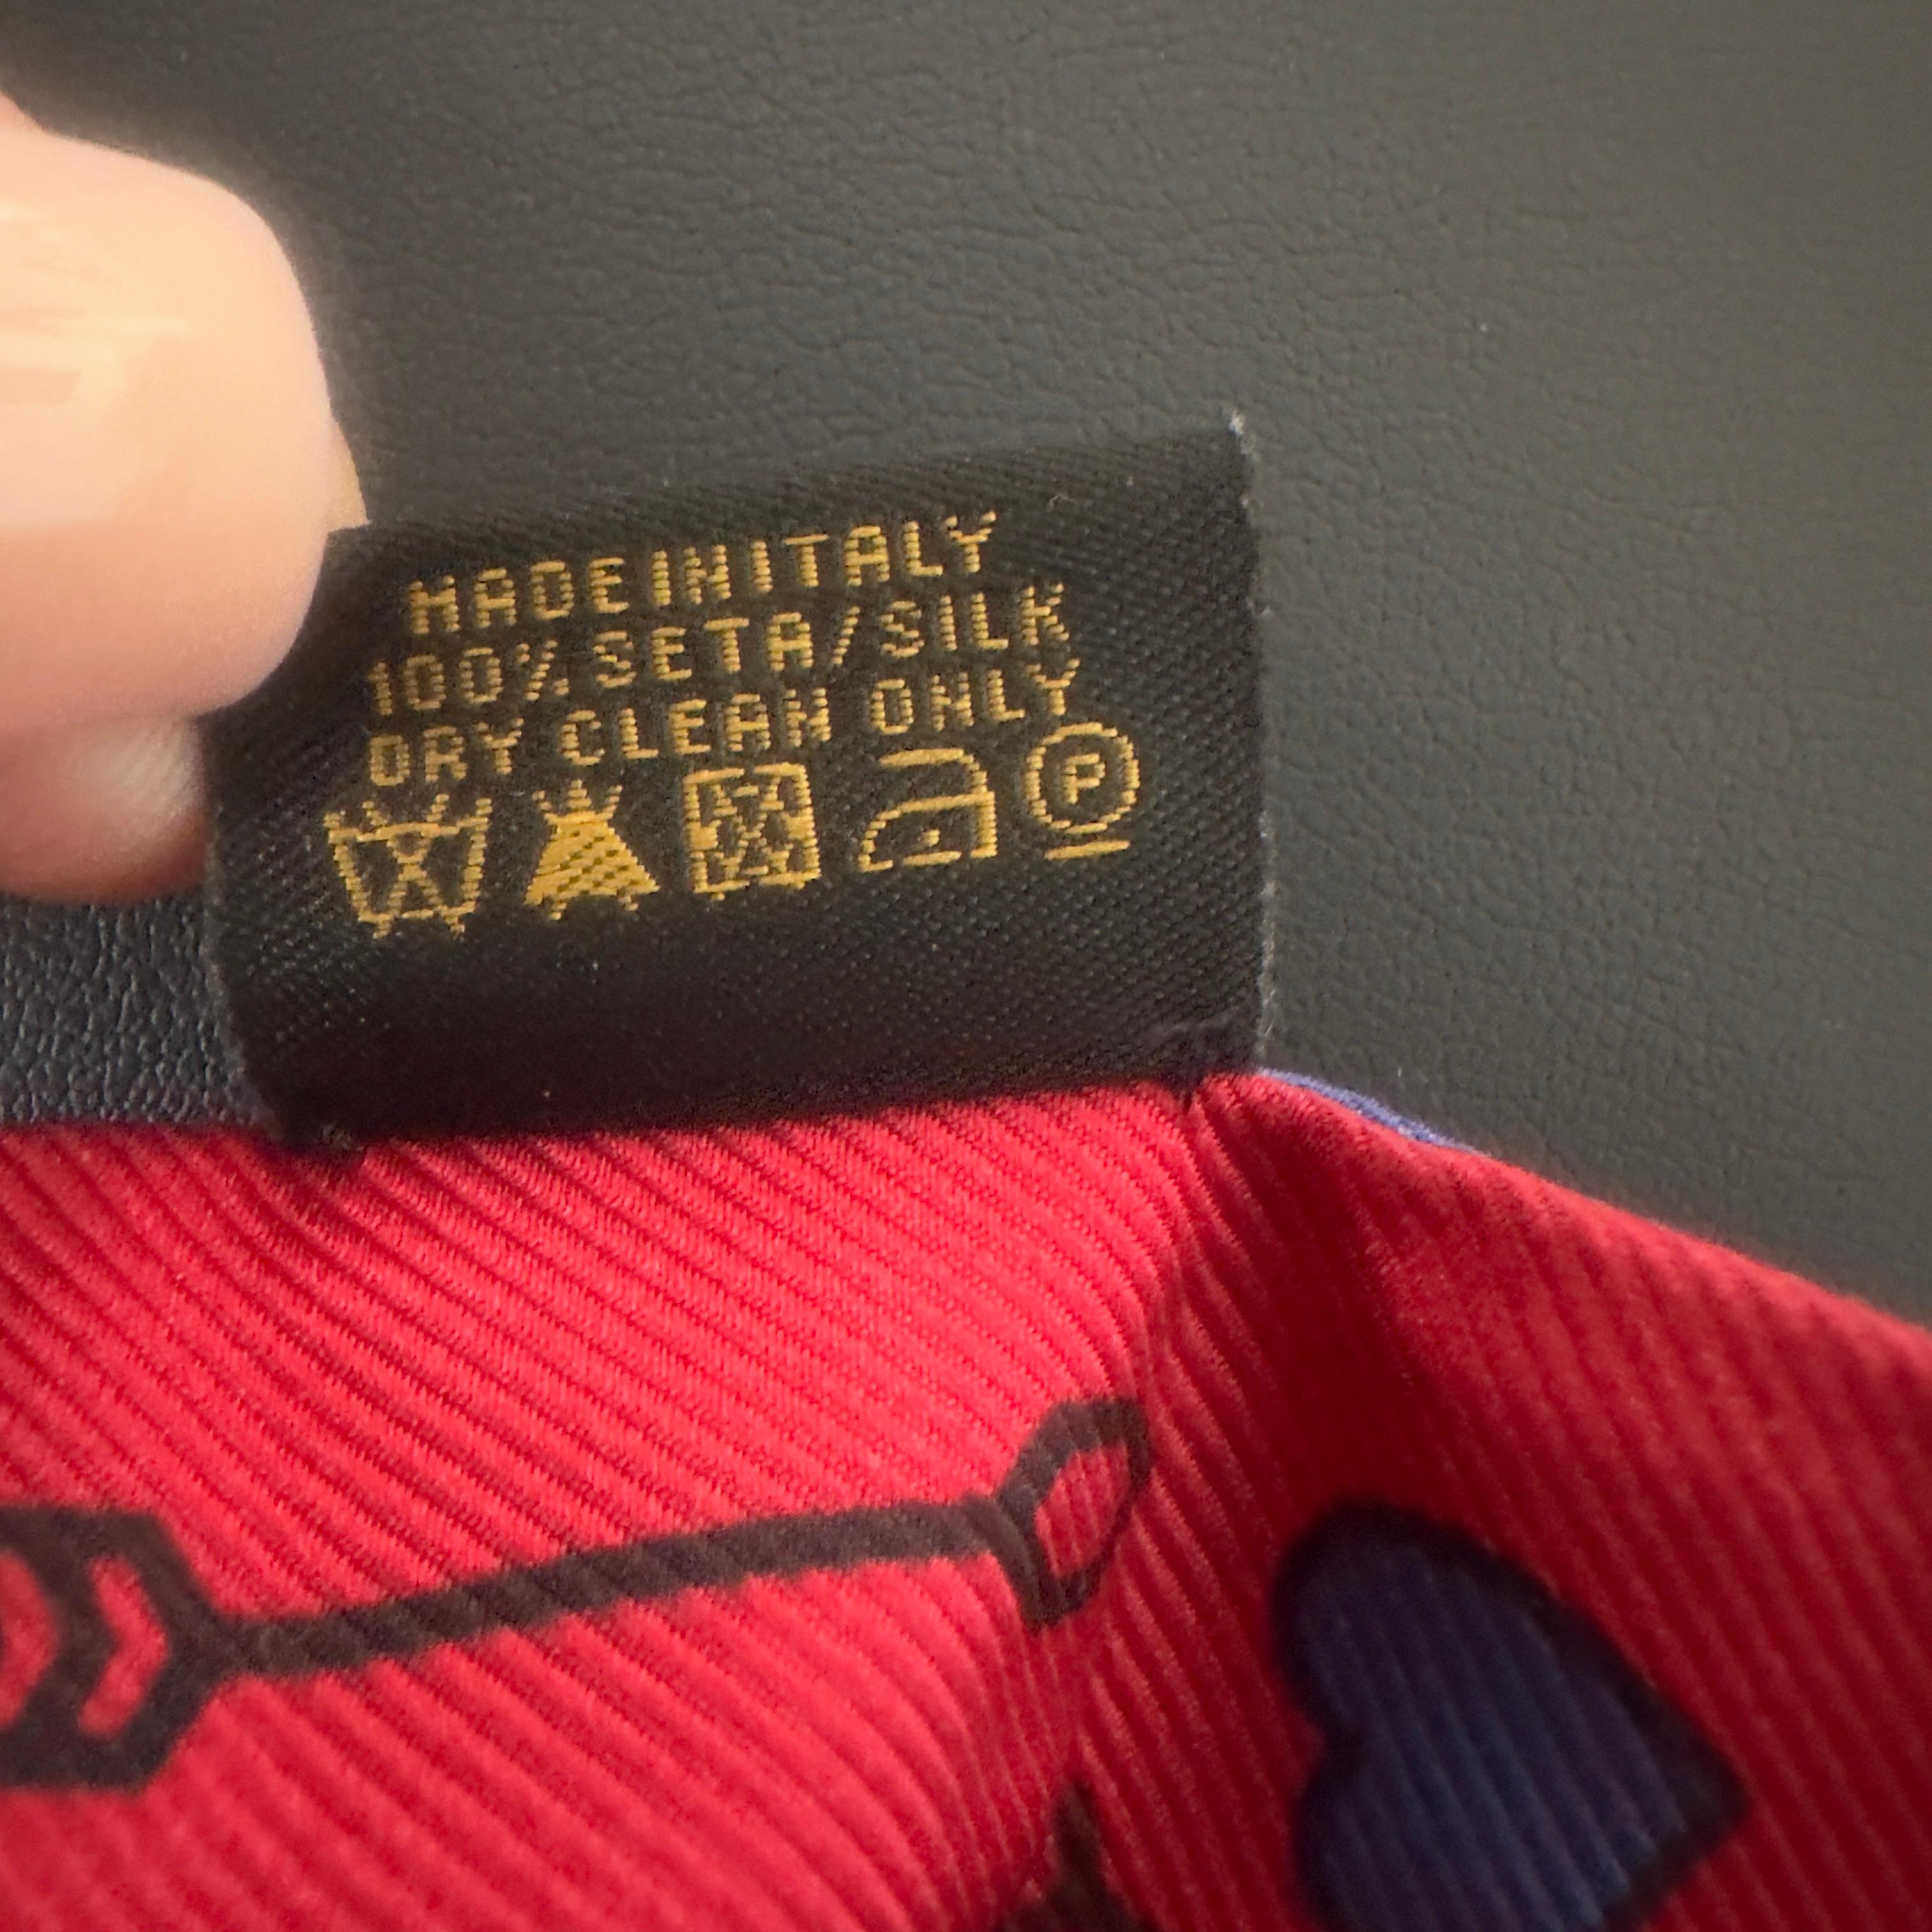 MADE IN ITALY
100% SETA/SILK
DRY CLEAN ONLY
P